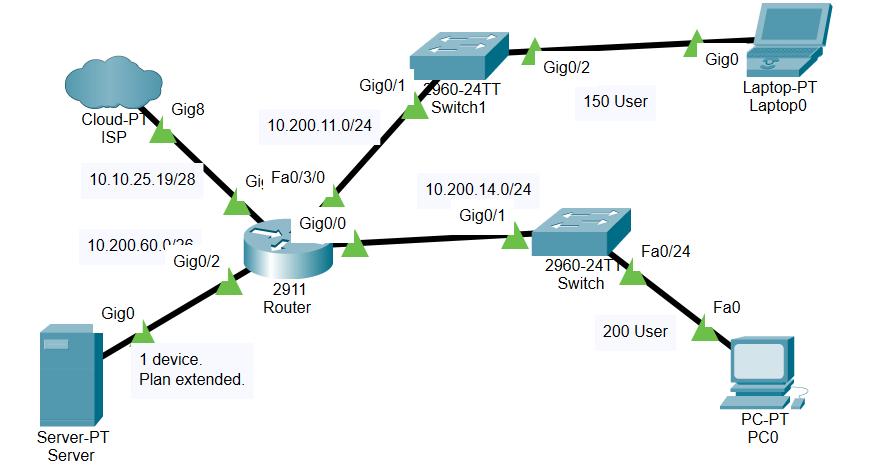 Gig0/2
Gig0
Gig0/1
2960-24TT
Switch1
150 User
Laptop-PT
Laptop0
Gig8
Cloud-PT
ISP
10.200.11.0/24
10.10.25.19/28
Fa0/3/0
10.200.14.0/24
Gig0/0
Gig0/1
10.200.60.0/26
Gig0/2
Fa0/24
2960-24TT
Switch
2911
Router
Gig0
Fa0
200 User
1 device.
Plan extended.
PC-PT
PC0
Server-PT
Server